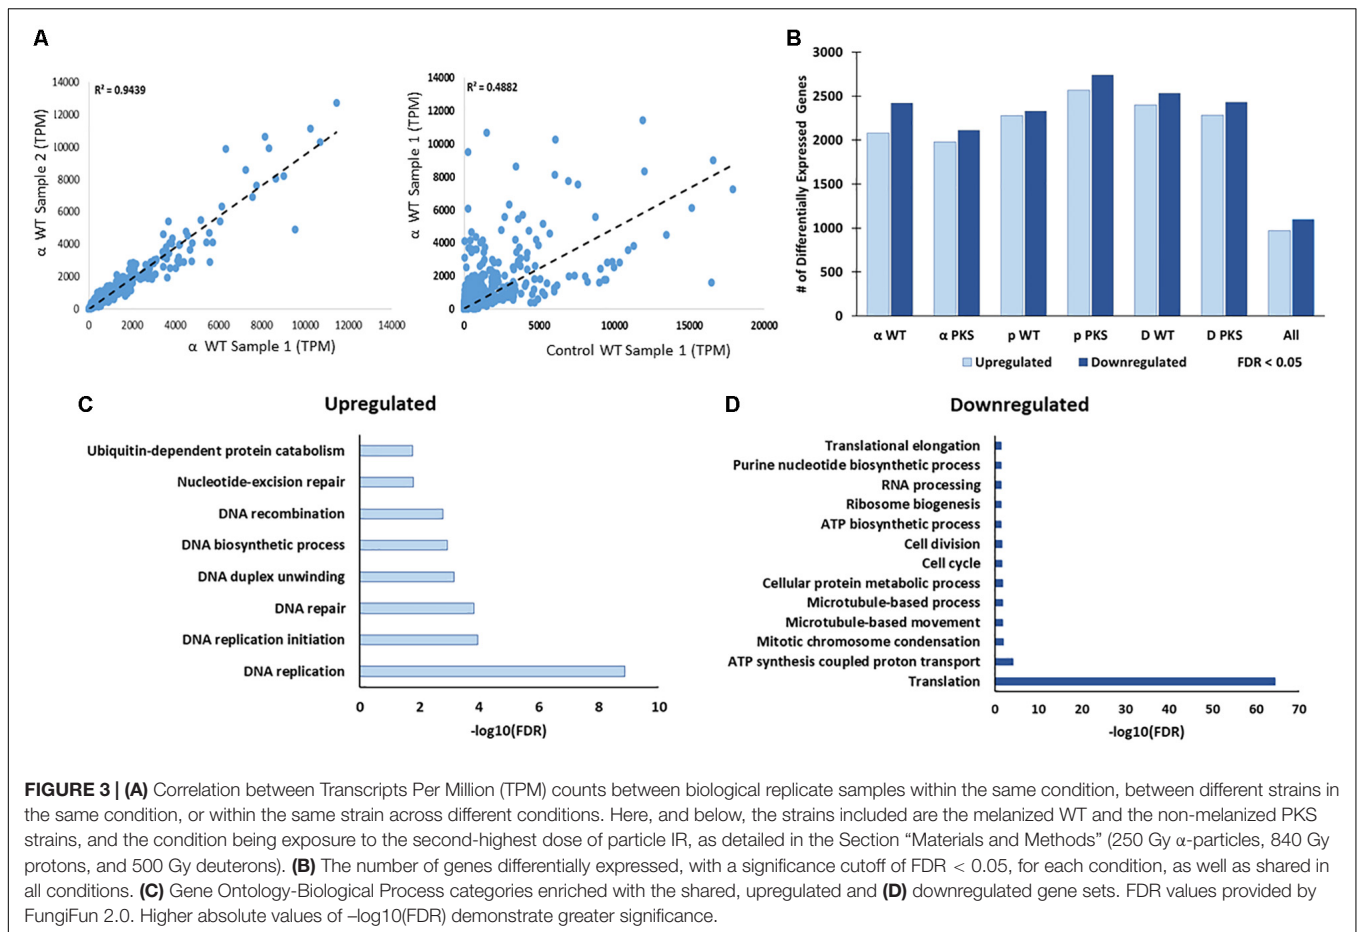 A
R² = 0.9439
14000
12000
10000
8000
6000
4000
2000
0
α WT Sample 2 (TPM)
0 2000 4000 6000 8000 10000 12000 14000
α WT Sample 1 (TPM)
R² = 0.4882
14000
12000
10000
8000
6000
4000
2000
0
α WT Sample 1 (TPM)
0 5000 10000 15000 20000
Control WT Sample 1 (TPM)
B
3000
2500
2000
1500
1000
500
0
# of Differentially Expressed Genes
α WT α PKS p WT p PKS D WT D PKS All
Upregulated Downregulated FDR < 0.05
C
Upregulated
Ubiquitin-dependent protein catabolism
Nucleotide-excision repair
DNA recombination
DNA biosynthetic process
DNA duplex unwinding
DNA repair
DNA replication initiation
DNA replication
0 2 4 6 8 10
-log10(FDR)
D
Downregulated
Translational elongation
Purine nucleotide biosynthetic process
RNA processing
Ribosome biogenesis
ATP biosynthetic process
Cell division
Cell cycle
Cellular protein metabolic process
Microtubule-based process
Microtubule-based movement
Mitotic chromosome condensation
ATP synthesis coupled proton transport
Translation
0 10 20 30 40 50 60 70
-log10(FDR)
FIGURE 3 | (A) Correlation between Transcripts Per Million (TPM) counts between biological replicate samples within the same condition, between different strains in
the same condition, or within the same strain across different conditions. Here, and below, the strains included are the melanized WT and the non-melanized PKS
strains, and the condition being exposure to the second-highest dose of particle IR, as detailed in the Section “Materials and Methods” (250 Gy α-particles, 840 Gy
protons, and 500 Gy deuterons). (B) The number of genes differentially expressed, with a significance cutoff of FDR < 0.05, for each condition, as well as shared in
all conditions. (C) Gene Ontology-Biological Process categories enriched with the shared, upregulated and (D) downregulated gene sets. FDR values provided by
FungiFun 2.0. Higher absolute values of –log10(FDR) demonstrate greater significance.